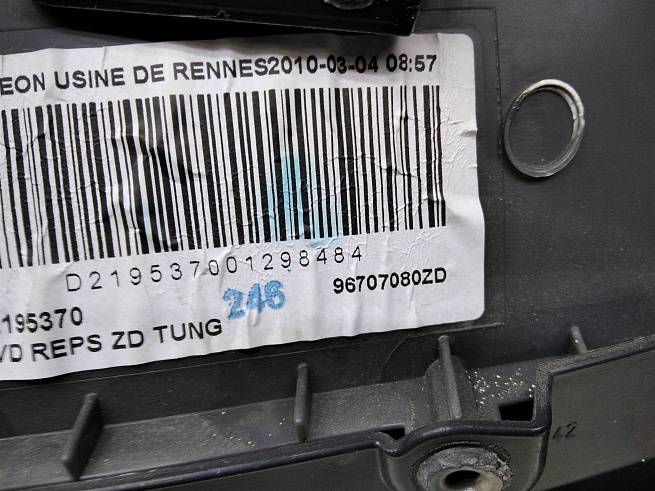 EON USINE DE RENNES2010-03-04 08:57
D219537001298484
96707080ZD
195370
246
VD REPS ZD TUNG